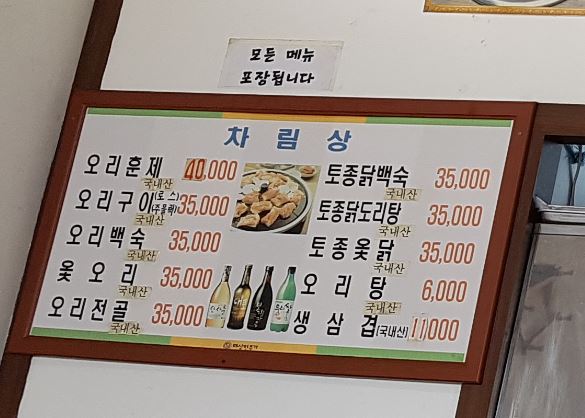 모든 메뉴
포장됩니다
차림상
오리훈제 40,000
국내산
오리구이(로스)(주물럭) 35,000
국내산
오리백숙 35,000
국내산
옻오리 35,000
국내산
오리전골 35,000
국내산
토종닭백숙 35,000
국내산
토종닭도리탕 35,000
국내산
토종옻닭 35,000
국내산
오리탕 6,000
국내산
생삼겹(국내산) 11,000